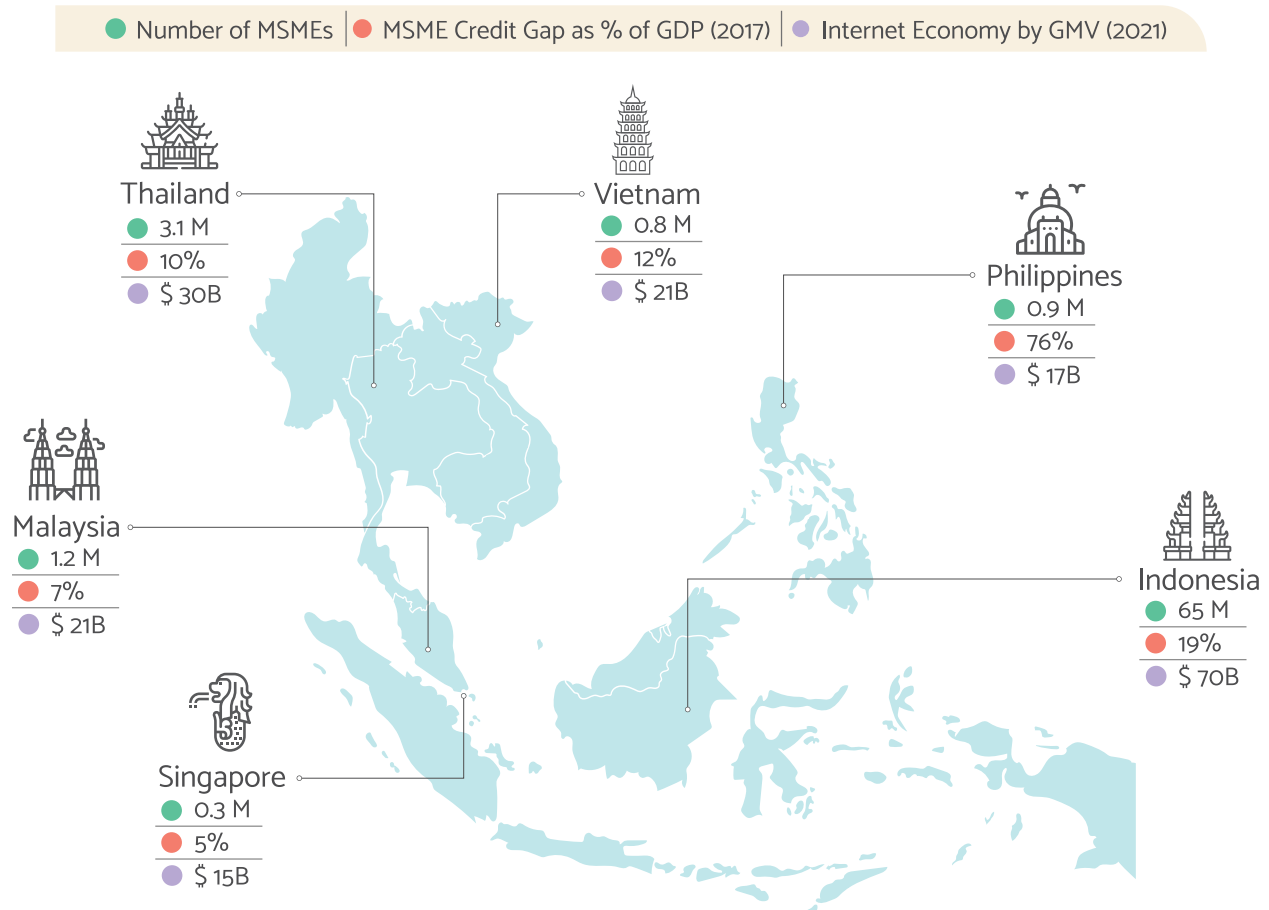 Number of MSMEs | MSME Credit Gap as % of GDP (2017) | Internet Economy by GMV (2021)
Thailand
3.1 M
10%
$ 30B
Vietnam
0.8 M
12%
$ 21B
Philippines
0.9 M
76%
$ 17B
Malaysia
1.2 M
7%
$ 21B
Indonesia
65 M
19%
$ 70B
Singapore
0.3 M
5%
$ 15B